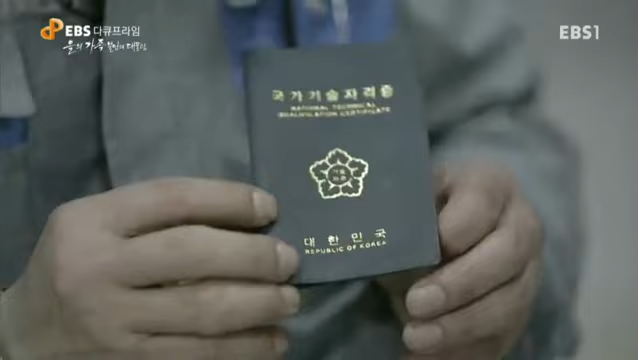 EBS 다큐프라임
EBS1
국가기술자격증
NATIONAL TECHNICAL
QUALIFICATION CERTIFICATE
대한민국
REPUBLIC OF KOREA